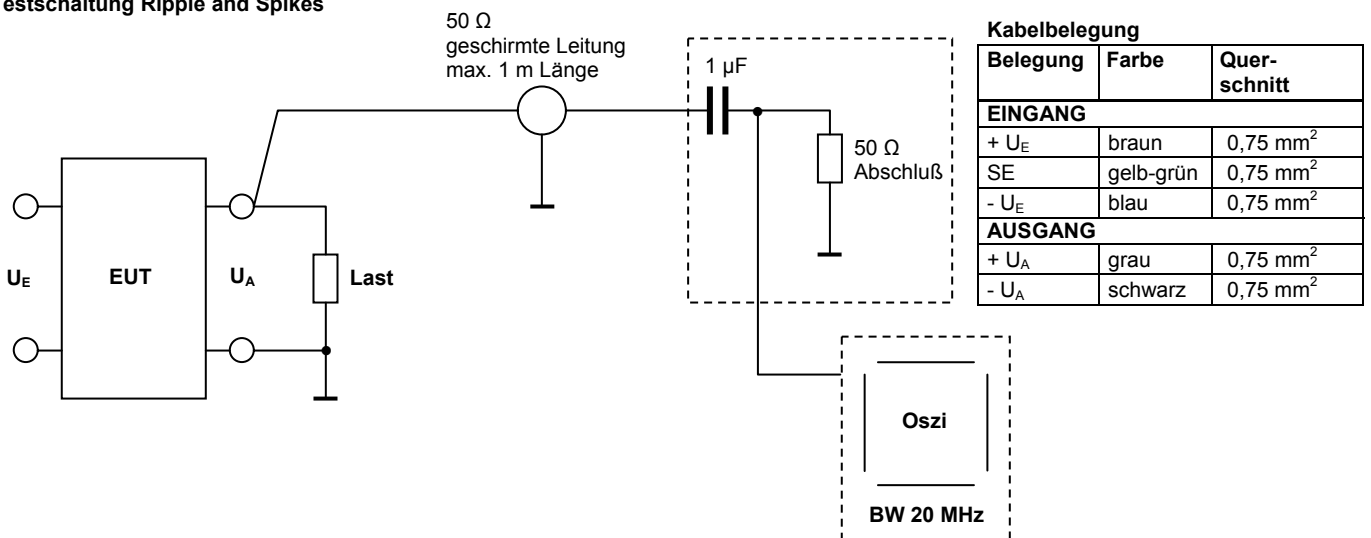 estschaltung Ripple and Spikes
50 Ω
geschirmte Leitung
max. 1 m Länge
1 µF
50 Ω
Abschluß
U_E
EUT
U_A
Last
Oszi
BW 20 MHz
Kabelbelegung
Belegung Farbe Quer-
schnitt
EINGANG
+ U_E braun 0,75 mm²
SE gelb-grün 0,75 mm²
- U_E blau 0,75 mm²
AUSGANG
+ U_A grau 0,75 mm²
- U_A schwarz 0,75 mm²